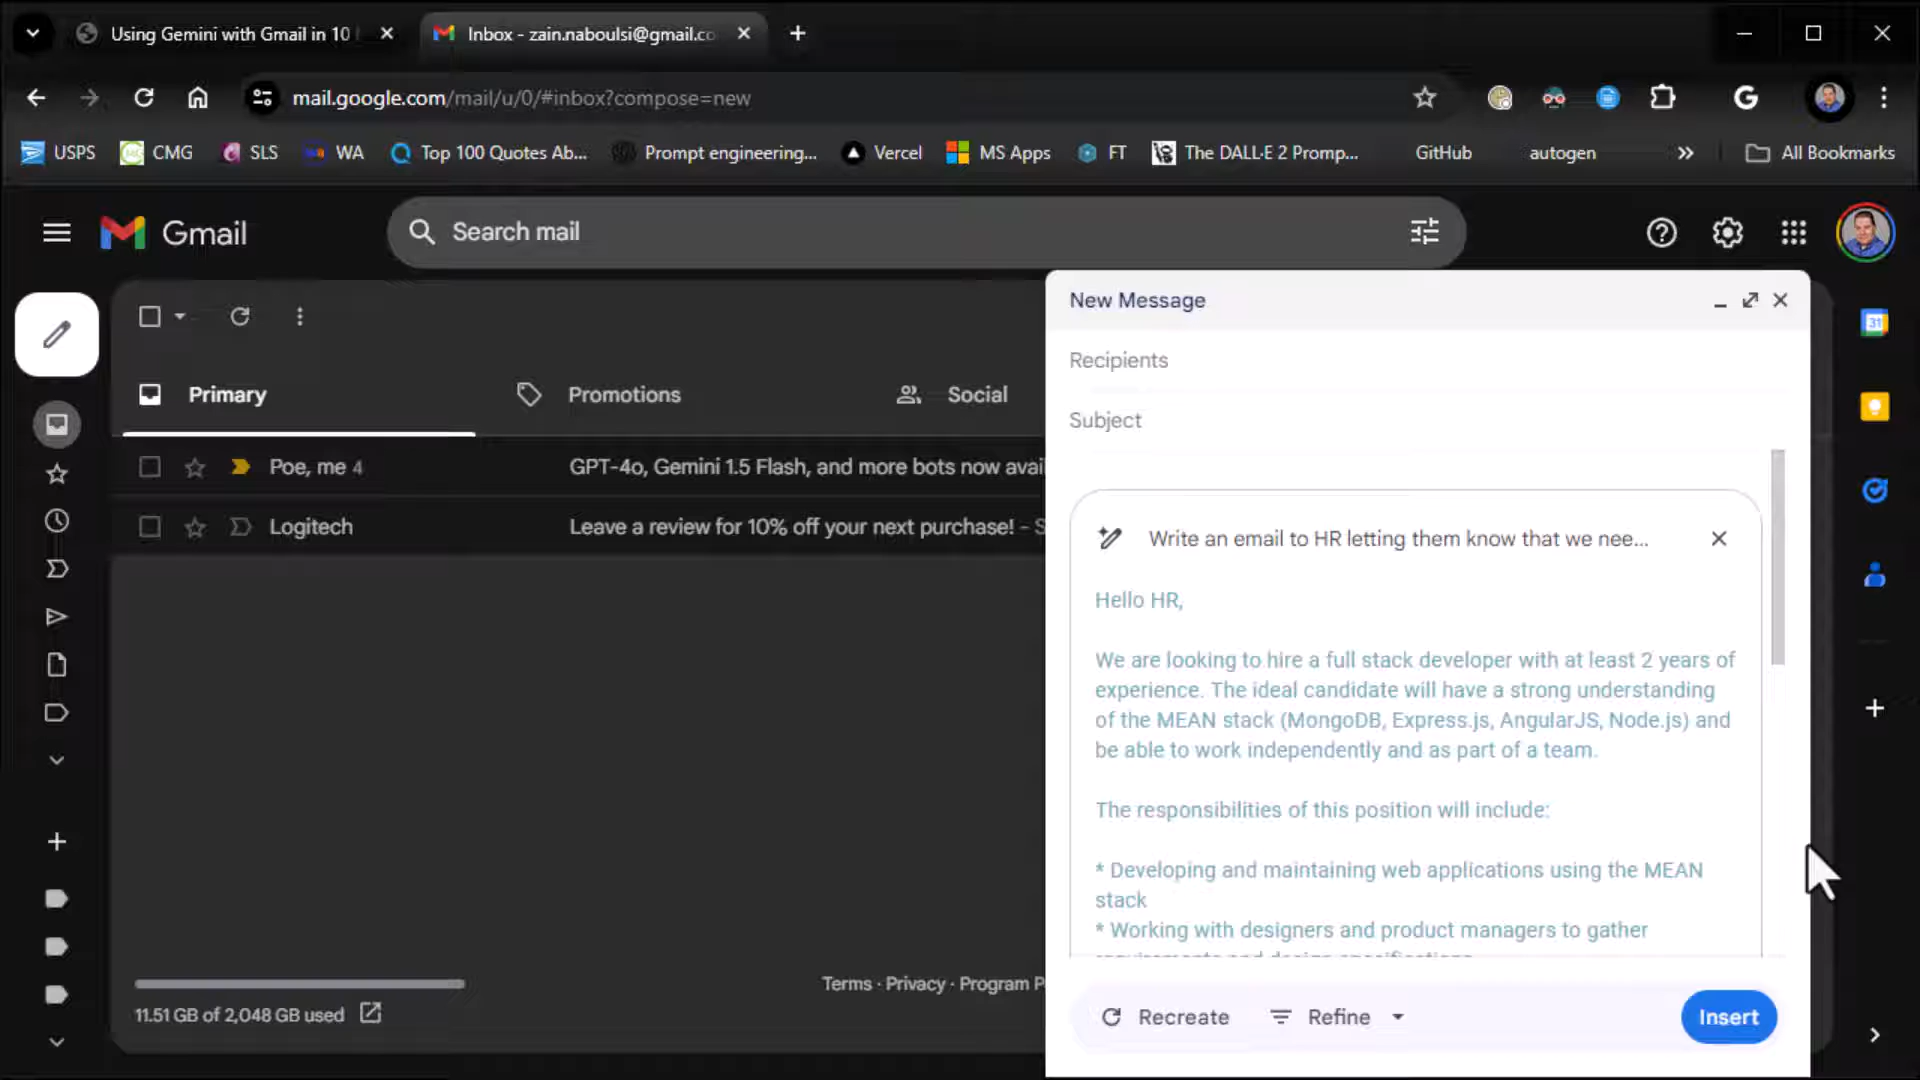 Using Gemini with Gmail in 10
Inbox - zain.naboulsi@gmail.co
mail.google.com/mail/u/0/#inbox?compose=new
USPS
CMG
SLS
WA
Top 100 Quotes Ab...
Prompt engineering...
Vercel
MS Apps
FT
The DALL·E 2 Promp...
GitHub
autogen
All Bookmarks
Gmail
Search mail
Primary
Promotions
Social
Poe, me 4
GPT-4o, Gemini 1.5 Flash, and more bots now avai
Logitech
Leave a review for 10% off your next purchase! - S
Terms · Privacy · Program P
11.51 GB of 2,048 GB used
New Message
Recipients
Subject
Write an email to HR letting them know that we nee...
Hello HR,
We are looking to hire a full stack developer with at least 2 years of
experience. The ideal candidate will have a strong understanding
of the MEAN stack (MongoDB, Express.js, AngularJS, Node.js) and
be able to work independently and as part of a team.
The responsibilities of this position will include:
* Developing and maintaining web applications using the MEAN
stack
* Working with designers and product managers to gather
requirements and design specifications
Recreate
Refine
Insert
31